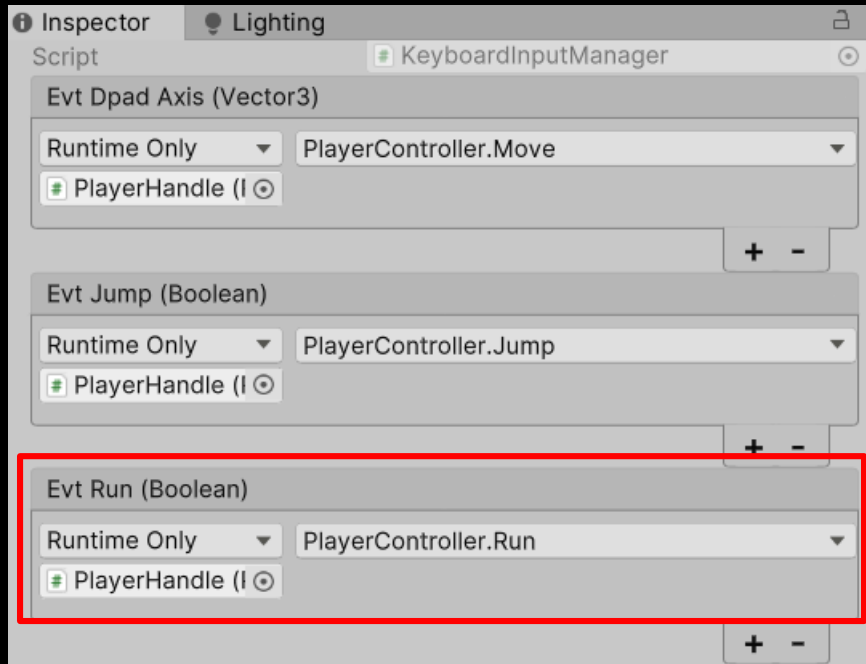 Inspector Lighting
Script KeyboardInputManager
Evt Dpad Axis (Vector3)
Runtime Only PlayerController.Move
PlayerHandle (
+ -
Evt Jump (Boolean)
Runtime Only PlayerController.Jump
PlayerHandle (
+ -
Evt Run (Boolean)
Runtime Only PlayerController.Run
PlayerHandle (
+ -